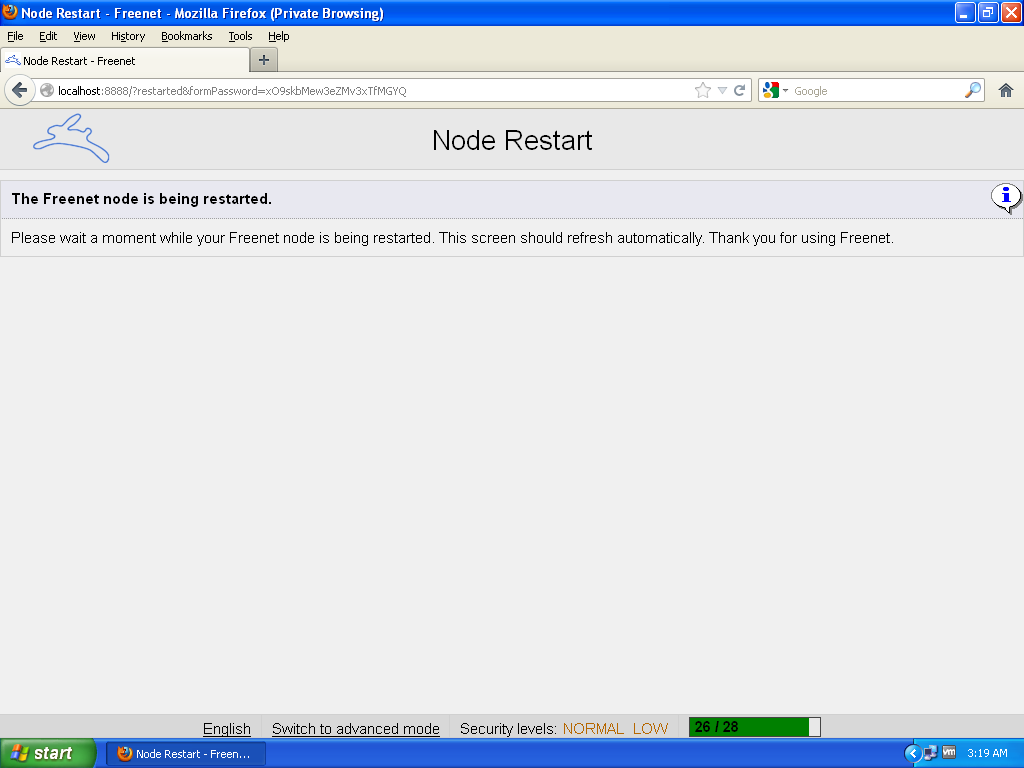 Node Restart - Freenet - Mozilla Firefox (Private Browsing)
File Edit View History Bookmarks Tools Help
Node Restart - Freenet
localhost:8888/?restarted&formPassword=xO9skbMew3eZMv3xTfMGYQ
Google
Node Restart
The Freenet node is being restarted.
Please wait a moment while your Freenet node is being restarted. This screen should refresh automatically. Thank you for using Freenet.
English Switch to advanced mode Security levels: NORMAL LOW 26 / 28
start Node Restart - Freen... vm 3:19 AM